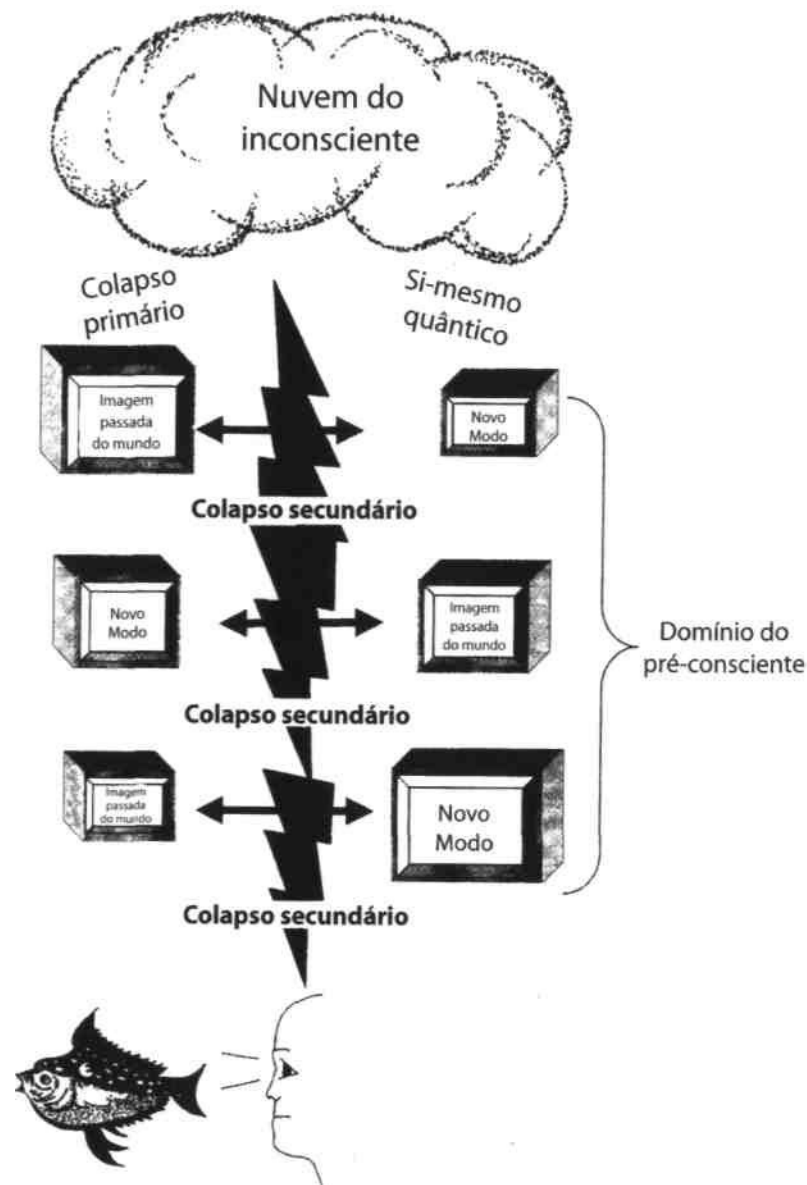 Nuvem do
inconsciente
Colapso
primário
Si-mesmo
quântico
Imagem
passada
do mundo
Novo
Modo
Colapso secundário
Novo
Modo
Imagem
passada
do mundo
Domínio do
pré-consciente
Colapso secundário
Imagem
passada
do mundo
Novo
Modo
Colapso secundário